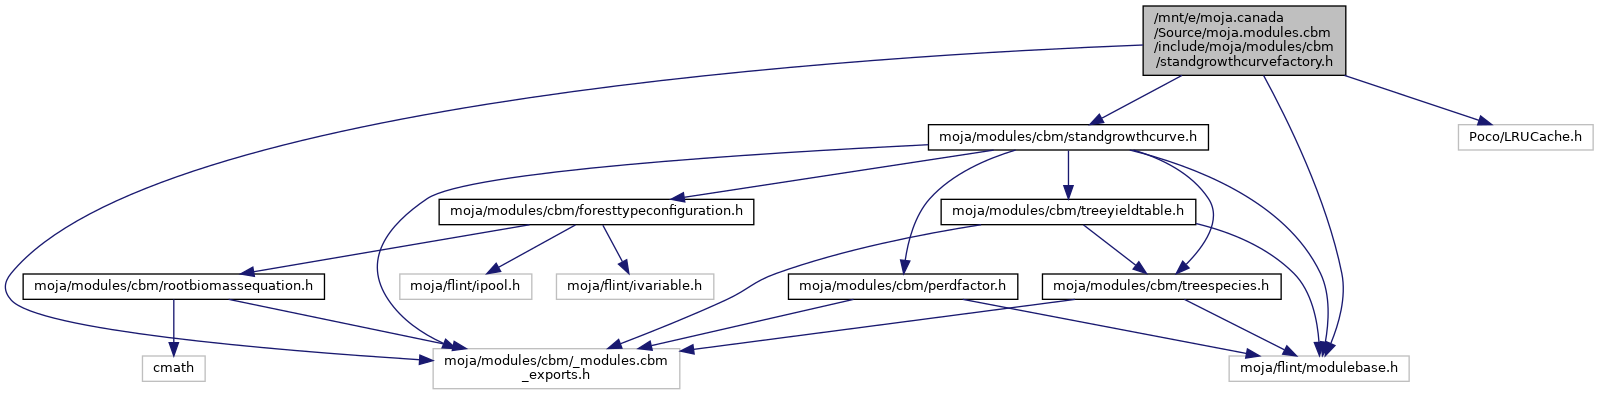 /mnt/e/moja.canada
/Source/moja.modules.cbm
/include/moja/modules/cbm
/standgrowthcurvefactory.h
moja/modules/cbm/standgrowthcurve.h
Poco/LRUCache.h
moja/modules/cbm/foresttypeconfiguration.h
moja/modules/cbm/treeyieldtable.h
moja/modules/cbm/rootbiomassequation.h
moja/flint/ipool.h
moja/flint/ivariable.h
moja/modules/cbm/perdfactor.h
moja/modules/cbm/treespecies.h
cmath
moja/modules/cbm/_modules.cbm
_exports.h
moja/flint/modulebase.h